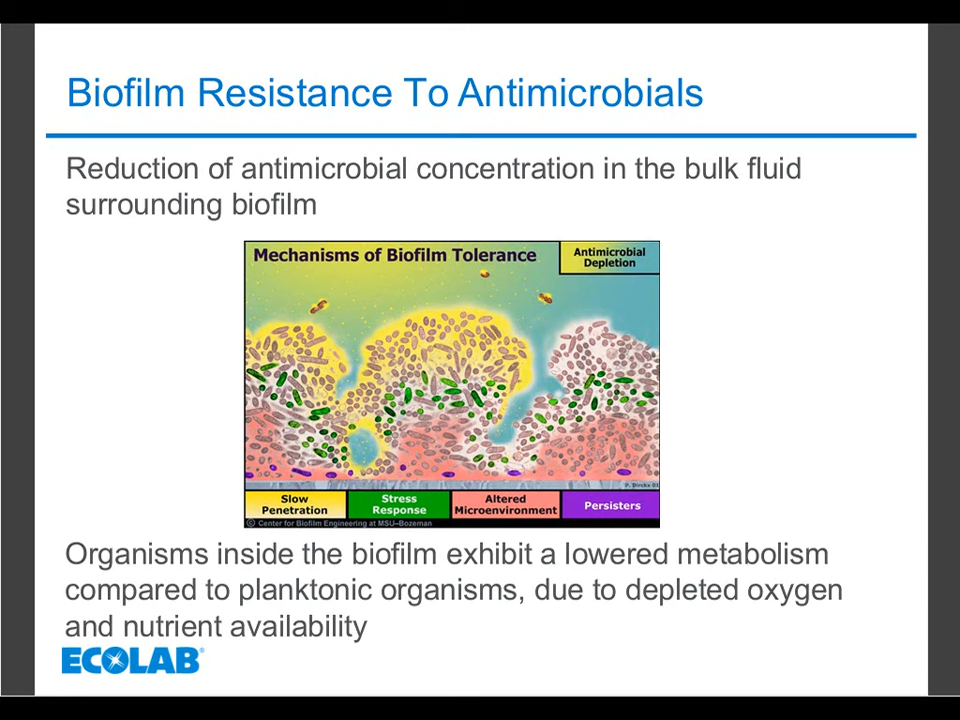 Biofilm Resistance To Antimicrobials
Reduction of antimicrobial concentration in the bulk fluid
surrounding biofilm
Mechanisms of Biofilm Tolerance
Antimicrobial
Depletion
P. Dirckx 03
Slow
Penetration
Stress
Response
Altered
Microenvironment
Persisters
© Center for Biofilm Engineering at MSU–Bozeman
Organisms inside the biofilm exhibit a lowered metabolism
compared to planktonic organisms, due to depleted oxygen
and nutrient availability
ECOLAB®